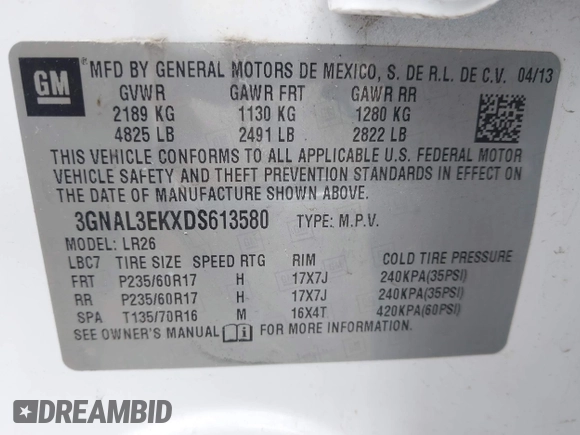 GM
MFD BY GENERAL MOTORS DE MEXICO, S. DE R.L. DE C.V. 04/13
GVWR GAWR FRT GAWR RR
2189 KG 1130 KG 1280 KG
4825 LB 2491 LB 2822 LB
THIS VEHICLE CONFORMS TO ALL APPLICABLE U.S. FEDERAL MOTOR
VEHICLE SAFETY AND THEFT PREVENTION STANDARDS IN EFFECT ON
THE DATE OF MANUFACTURE SHOWN ABOVE.
3GNAL3EKXDS613580 TYPE: M.P.V.
MODEL: LR26
LBC7 TIRE SIZE SPEED RTG RIM COLD TIRE PRESSURE
FRT P235/60R17 H 17X7J 240KPA(35PSI)
RR P235/60R17 H 17X7J 240KPA(35PSI)
SPA T135/70R16 M 16X4T 420KPA(60PSI)
SEE OWNER'S MANUAL FOR MORE INFORMATION.
DREAMBID